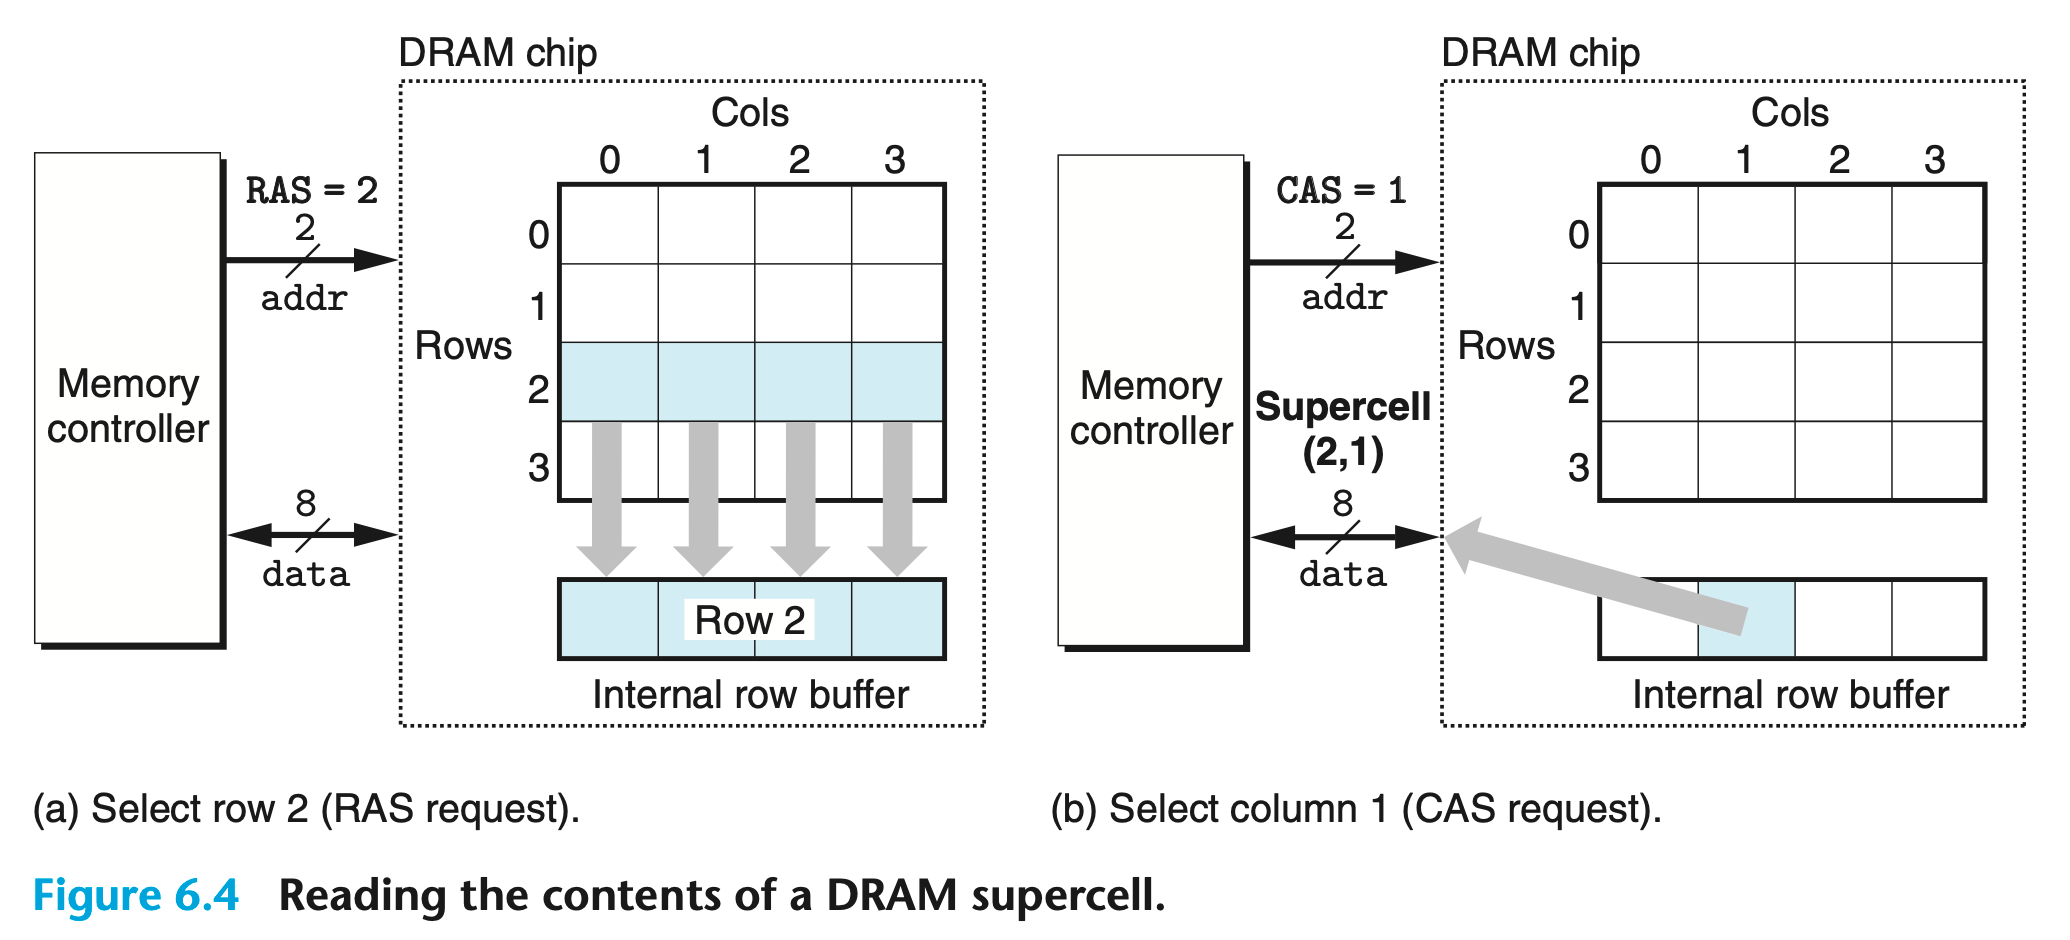 DRAM chip
Cols
0 1 2 3
RAS = 2
2
addr
Rows
0
1
2
3
Memory
controller
8
data
Row 2
Internal row buffer
(a) Select row 2 (RAS request).
DRAM chip
Cols
0 1 2 3
CAS = 1
2
addr
Rows
0
1
2
3
Memory
controller
Supercell
(2,1)
8
data
Internal row buffer
(b) Select column 1 (CAS request).
Figure 6.4 Reading the contents of a DRAM supercell.